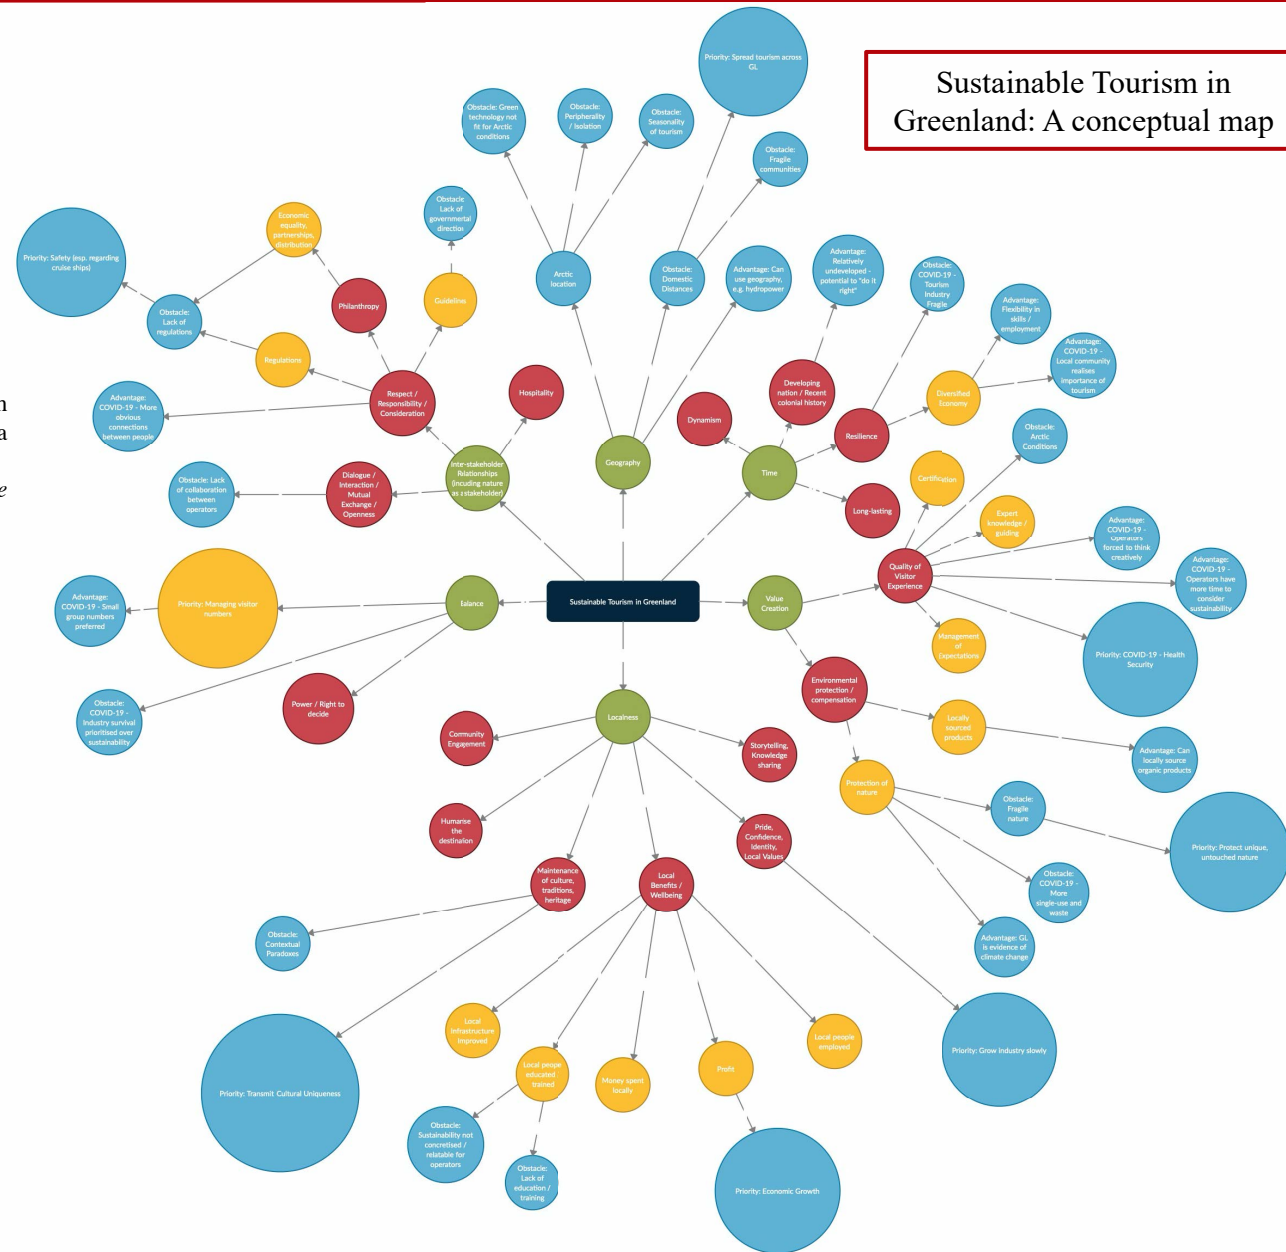 Sustainable Tourism in
Greenland: A conceptual map
Priority: Spread tourism across
GL
Obstacle: Green
technology not
fit for Arctic
conditions
Obstacle:
Peripherality
/ Isolation
Obstacle:
Seasonality
of tourism
Obstacle:
Fragile
communities
Obstacle
Lack of
governmental
direction
Economic
equality,
partnerships,
distribution
Priority: Safety (esp. regarding
cruise ships)
Arctic
location
Obstacle:
Domestic
Distances
Advantage: Can
use geography,
e.g. hydropower
Advantage:
Relatively
undeveloped -
potential to "do it
right"
Obstacle:
COVID-19 -
Tourism
Industry
Fragile
Advantage:
Flexibility in
skills /
employment
Philanthropy
Guidelines
Obstacle:
Lack of
regulations
Regulations
Advantage:
COVID-19 -
Local community
realises
importance of
tourism
Developing
nation / Recent
colonial history
Diversified
Economy
Hospitality
Respect /
Responsibility /
Consideration
Advantage:
COVID-19 - More
obvious
connections
between people
n
a
e
Dynamism
Resilience
Obstacle:
Arctic
Conditions
Geography
Time
Inter-stakeholder
Relationships
(incuding nature
as a stakeholder)
Dialogue /
Interaction /
Mutual
Exchange /
Openness
Obstacle: Lack
of collaboration
between
operators
Certification
Long-lasting
Expert
knowledge /
guiding
Advantage:
COVID-19 -
Operators
forced to think
creatively
Quality of
Visitor
Experience
Advantage:
COVID-19 -
Operators have
more time to
consider
sustainability
Advantage:
COVID-19 - Small
group numbers
preferred
Priority: Managing visitor
numbers
Balance
Sustainable Tourism in Greenland
Value
Creation
Management
of
Expectations
Priority: COVID-19 - Health
Security
Obstacle:
COVID-19 -
Industry survival
prioritised over
sustainability
Power / Right to
decide
Localness
Environmental
protection /
compensation
Locally
sourced
products
Community
Engagement
Storytelling,
Knowledge
sharing
Advantage: Can
locally source
organic products
Protection of
nature
Obstacle:
Fragile
nature
Humanise
the
destination
Pride,
Confidence,
Identity,
Local Values
Priority: Protect unique,
untouched nature
Maintenance
of culture,
traditions,
heritage
Local
Benefits /
Wellbeing
Obstacle:
COVID-19 -
More
single-use and
waste
Obstacle:
Contextual
Paradoxes
Advantage: GL
is evidence of
climate change
Local
Infrastructure
improved
Local people
employed
Priority: Grow industry slowly
Local people
educated
trained
Money spent
locally
Profit
Priority: Transmit Cultural Uniqueness
Obstacle:
Sustainability not
concretised /
relatable for
operators
Obstacle:
Lack of
education /
training
Priority: Economic Growth